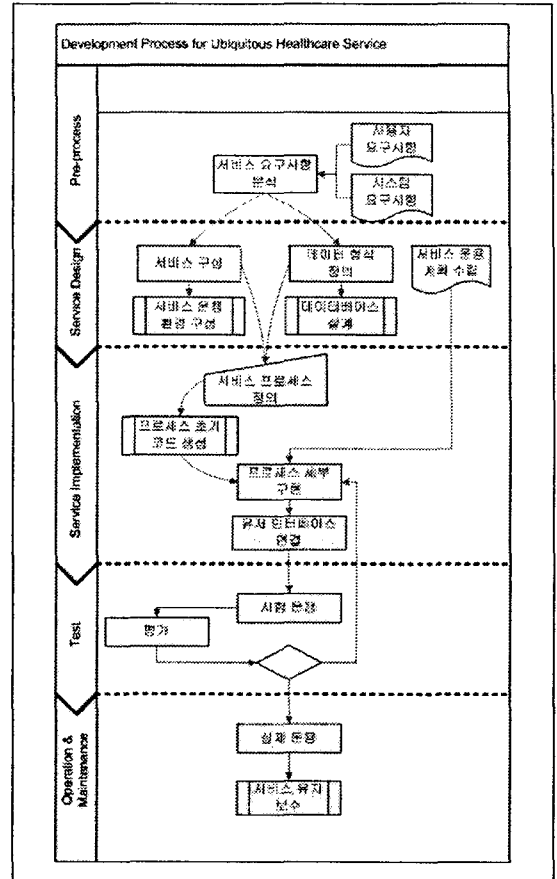 Development Process for Ubiquitous Healthcare Service
Pre-process
사용자
요구사항
서비스 요구사항
분석
시스템
요구사항
Service Design
서비스 구성
데이터 형식
정의
서비스 운용
계획 수립
서비스 운용
환경 구성
데이터베이스
설계
Service Implementation
서비스 프로세스
정의
프로세스 초기
코드 생성
프로세스 세부
구현
유저 인터페이스
연결
Test
시험 운용
평가
Operation &
Maintenance
실제 운용
서비스 유지
보수